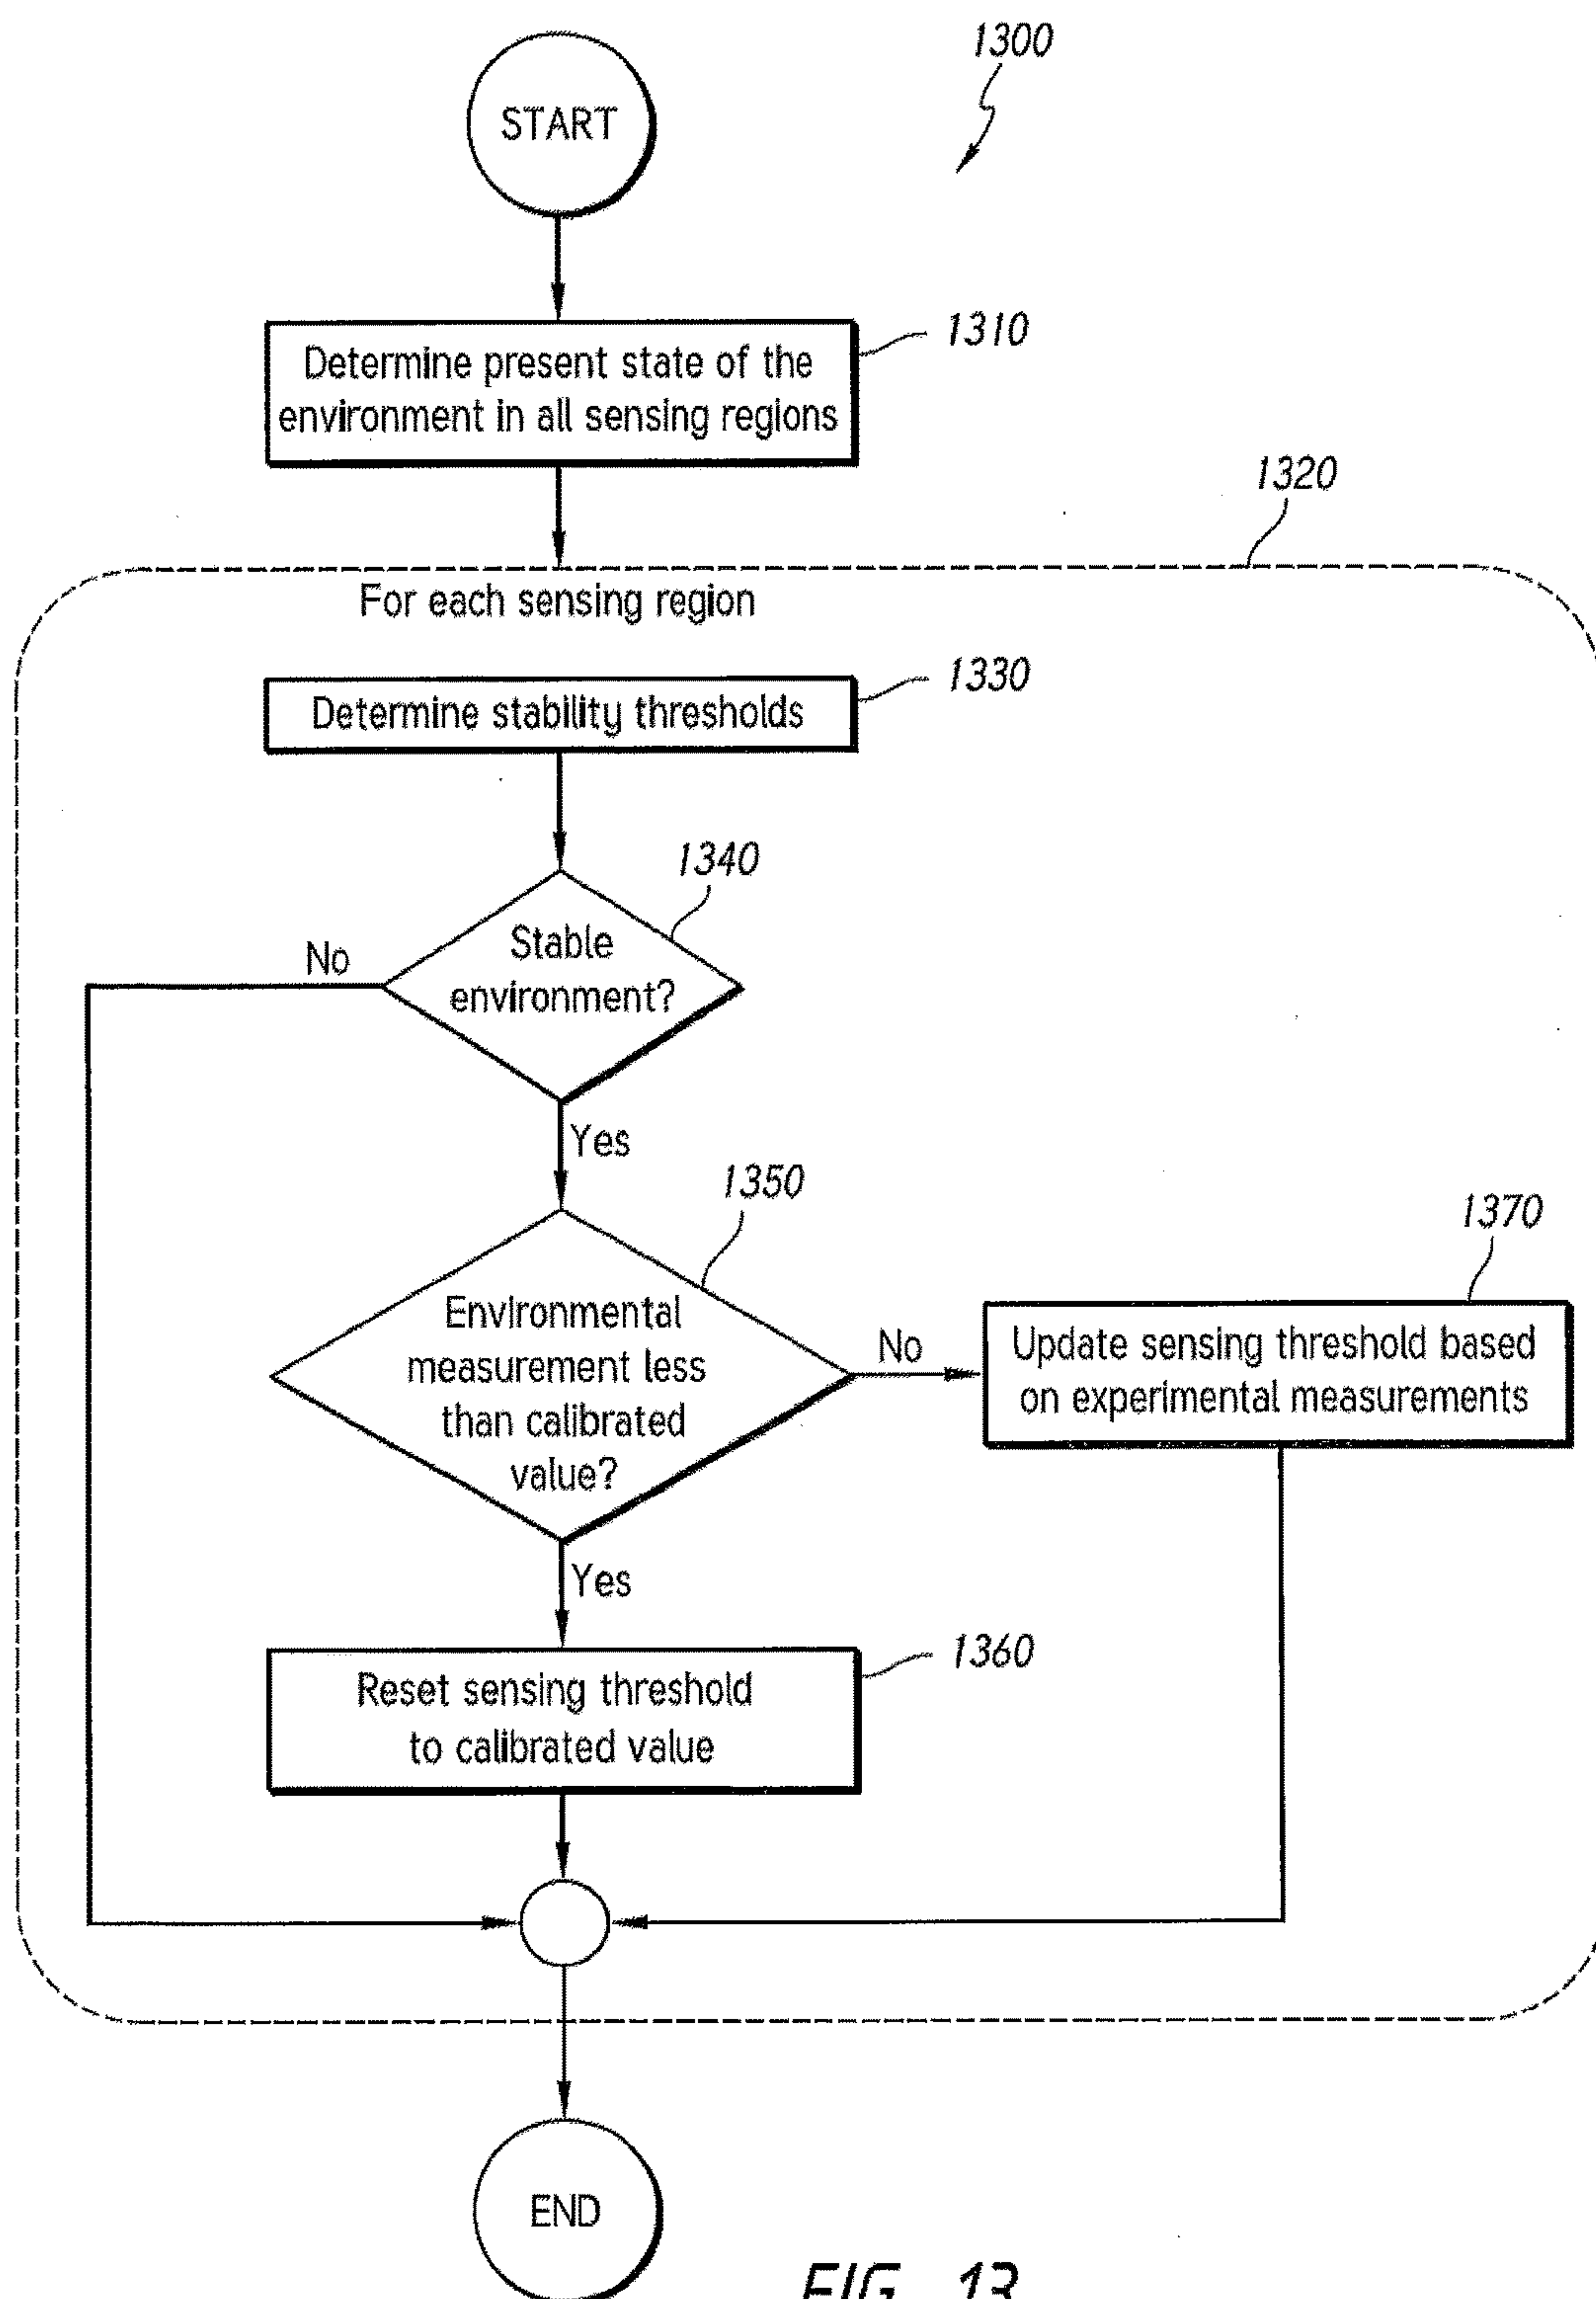 1300
START
1310
Determine present state of the
environment in all sensing regions
1320
For each sensing region
1330
Determine stability thresholds
1340
Stable
environment?
No
Yes
1350
Environmental
measurement less
than calibrated
value?
No
1370
Update sensing threshold based
on experimental measurements
Yes
1360
Reset sensing threshold
to calibrated value
END
FIG. 13